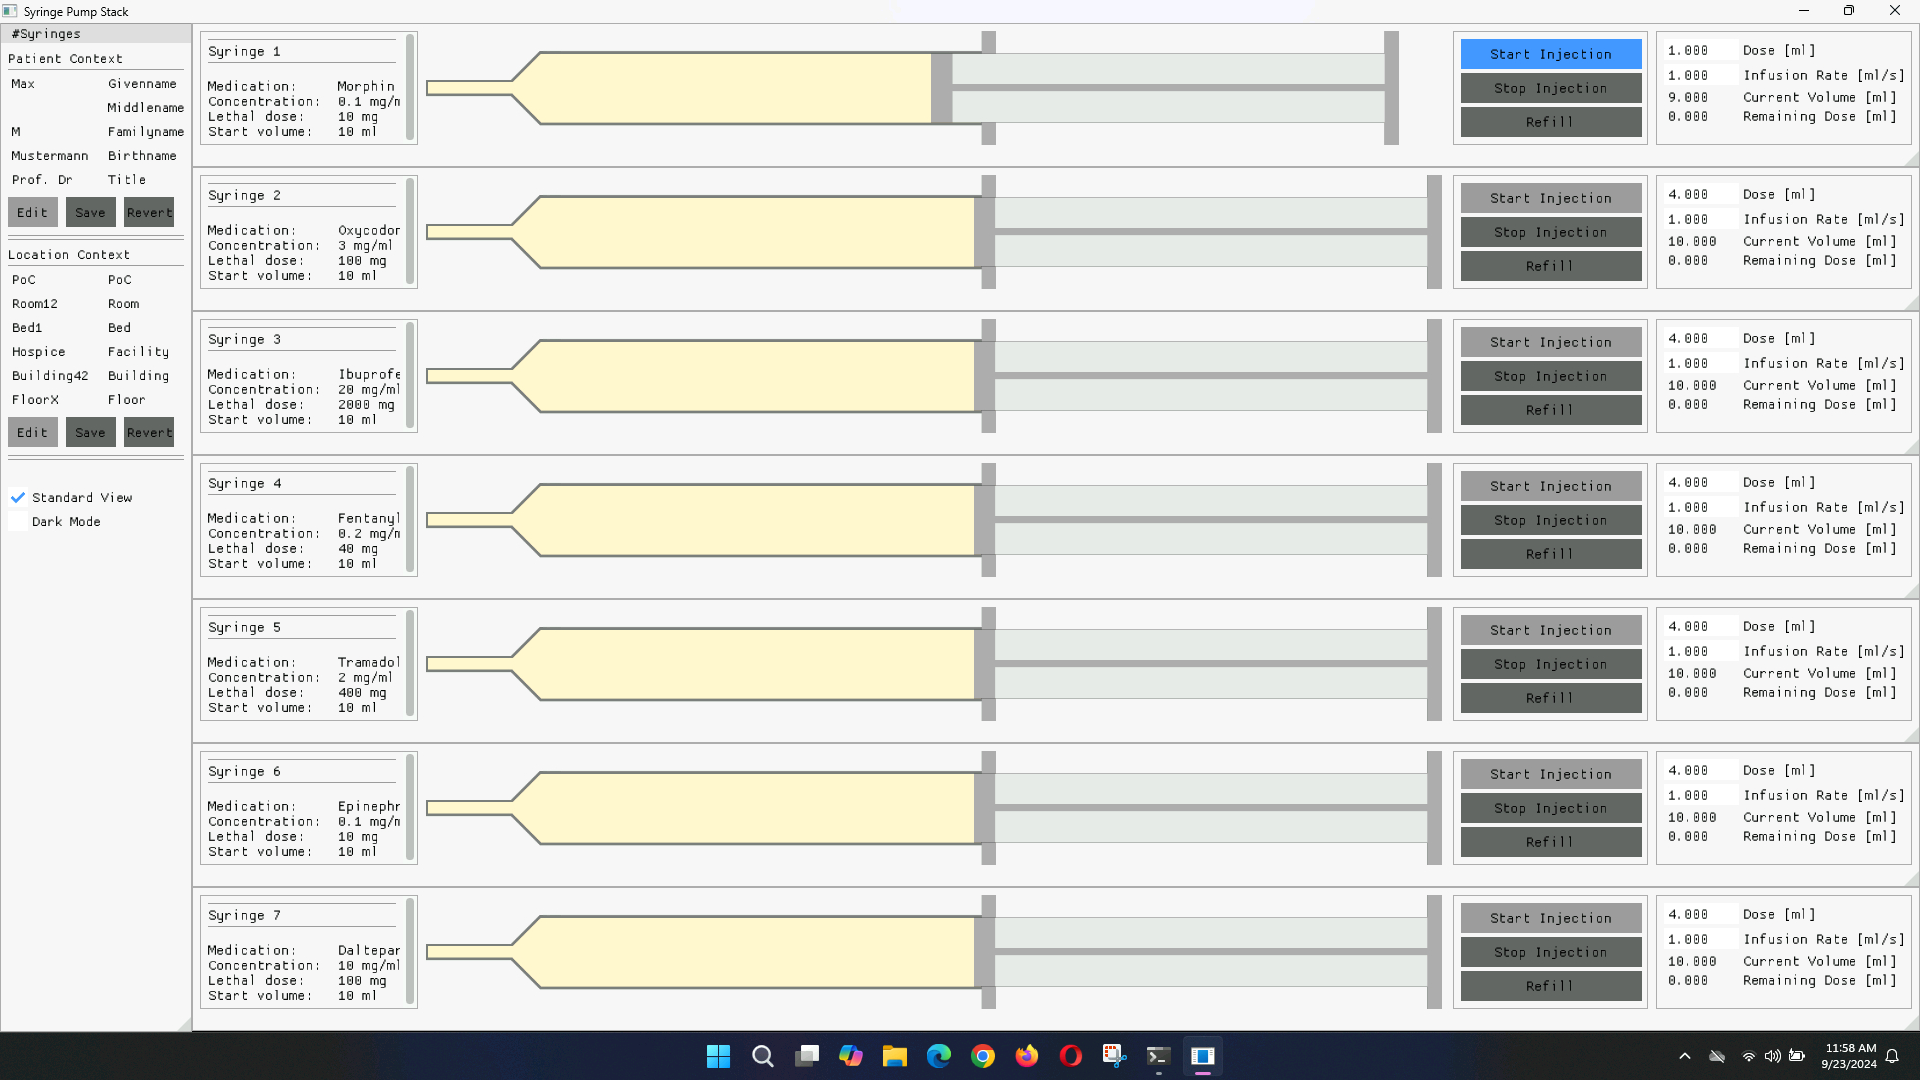 Syringe Pump Stack
#Syringes
Patient Context
Max Givenname
Middlename
M Familyname
Mustermann Birthname
Prof. Dr Title
Edit Save Revert
Location Context
PoC PoC
Room12 Room
Bed1 Bed
Hospice Facility
Building42 Building
FloorX Floor
Edit Save Revert
Standard View
Dark Mode
Syringe 1
Medication: Morphin
Concentration: 0.1 mg/m
Lethal dose: 10 mg
Start volume: 10 ml
Start Injection
Stop Injection
Refill
1.000 Dose [ml]
1.000 Infusion Rate [ml/s]
9.000 Current Volume [ml]
0.000 Remaining Dose [ml]
Syringe 2
Medication: Oxycodor
Concentration: 3 mg/ml
Lethal dose: 100 mg
Start volume: 10 ml
Start Injection
Stop Injection
Refill
4.000 Dose [ml]
1.000 Infusion Rate [ml/s]
10.000 Current Volume [ml]
0.000 Remaining Dose [ml]
Syringe 3
Medication: Ibuprofe
Concentration: 20 mg/ml
Lethal dose: 2000 mg
Start volume: 10 ml
Start Injection
Stop Injection
Refill
4.000 Dose [ml]
1.000 Infusion Rate [ml/s]
10.000 Current Volume [ml]
0.000 Remaining Dose [ml]
Syringe 4
Medication: Fentanyl
Concentration: 0.2 mg/m
Lethal dose: 40 mg
Start volume: 10 ml
Start Injection
Stop Injection
Refill
4.000 Dose [ml]
1.000 Infusion Rate [ml/s]
10.000 Current Volume [ml]
0.000 Remaining Dose [ml]
Syringe 5
Medication: Tramadol
Concentration: 2 mg/ml
Lethal dose: 400 mg
Start volume: 10 ml
Start Injection
Stop Injection
Refill
4.000 Dose [ml]
1.000 Infusion Rate [ml/s]
10.000 Current Volume [ml]
0.000 Remaining Dose [ml]
Syringe 6
Medication: Epinephr
Concentration: 0.1 mg/m
Lethal dose: 10 mg
Start volume: 10 ml
Start Injection
Stop Injection
Refill
4.000 Dose [ml]
1.000 Infusion Rate [ml/s]
10.000 Current Volume [ml]
0.000 Remaining Dose [ml]
Syringe 7
Medication: Daltepar
Concentration: 10 mg/ml
Lethal dose: 100 mg
Start volume: 10 ml
Start Injection
Stop Injection
Refill
4.000 Dose [ml]
1.000 Infusion Rate [ml/s]
10.000 Current Volume [ml]
0.000 Remaining Dose [ml]
11:58 AM
9/23/2024